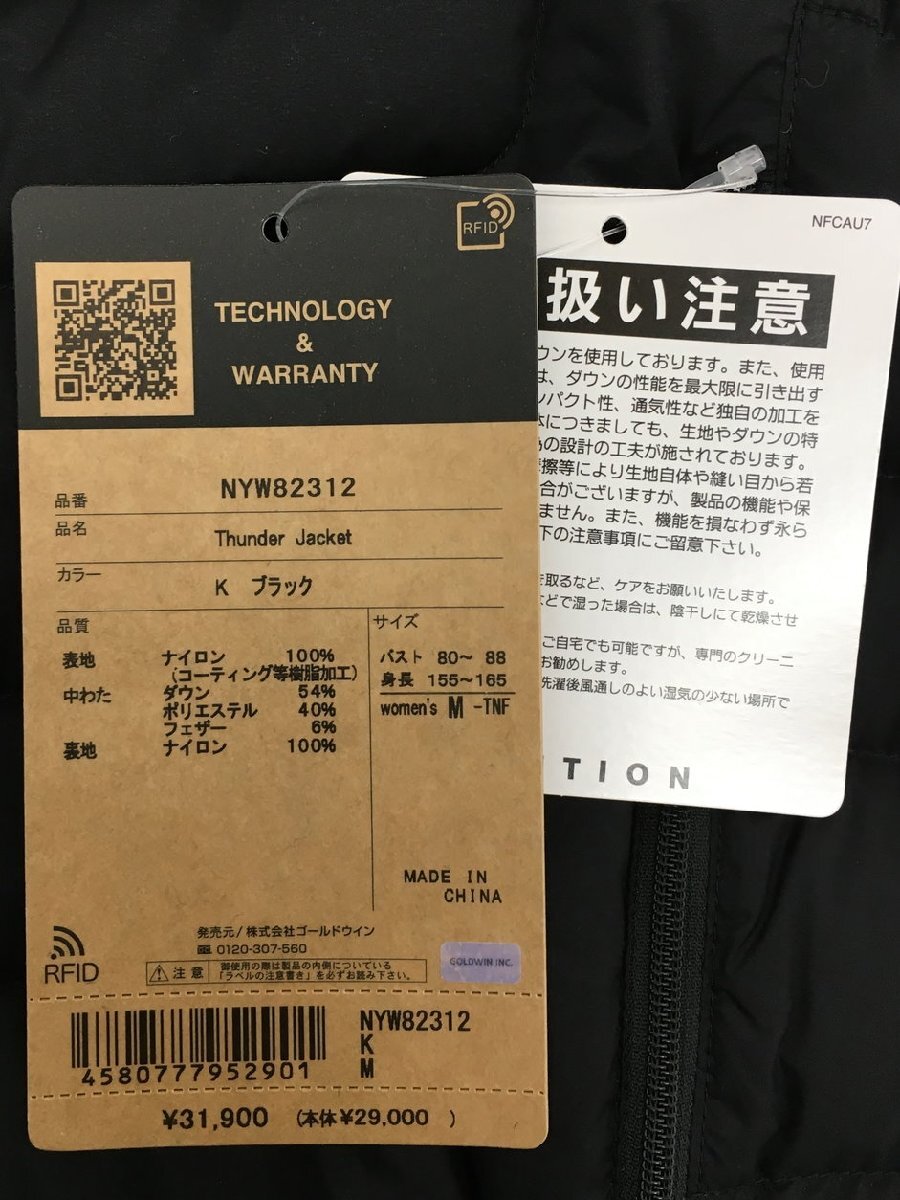 RFID
NFCAU7
TECHNOLOGY
&
WARRANTY
扱い注意
ウンを使用しております。また、使用
は、ダウンの性能を最大限に引き出す
ンパクト性、通気性など独自の加工を
につきましても、生地やダウンの特
の設計の工夫が施されております。
擦等により生地自体や縫い目から若
合がございますが、製品の機能や保
ません。また、機能を損なわず永ら
下の注意事項にご留意下さい。
を取るなど、ケアをお願いいたします。
などで湿った場合は、陰干しにて乾燥させ
ご自宅でも可能ですが、専門のクリーニ
お勧めします。
洗濯後風通しのよい湿気の少ない場所で
TION
品番 NYW82312
品名 Thunder Jacket
カラー K ブラック
品質
表地 ナイロン 100%
(コーティング等樹脂加工)
中わた ダウン 54%
ポリエステル 40%
フェザー 6%
裏地 ナイロン 100%
サイズ
バスト 80~ 88
身長 155~165
women's M -TNF
MADE IN
CHINA
発売元/株式会社ゴールドウイン
0120-307-560
RFID
注意
御使用の際は製品の内側についている
「ラベルの注意書き」を必ずお読み下さい。
GOLDWIN INC.
4580777952901
NYW82312
K
M
¥31,900 (本体¥29,000 )